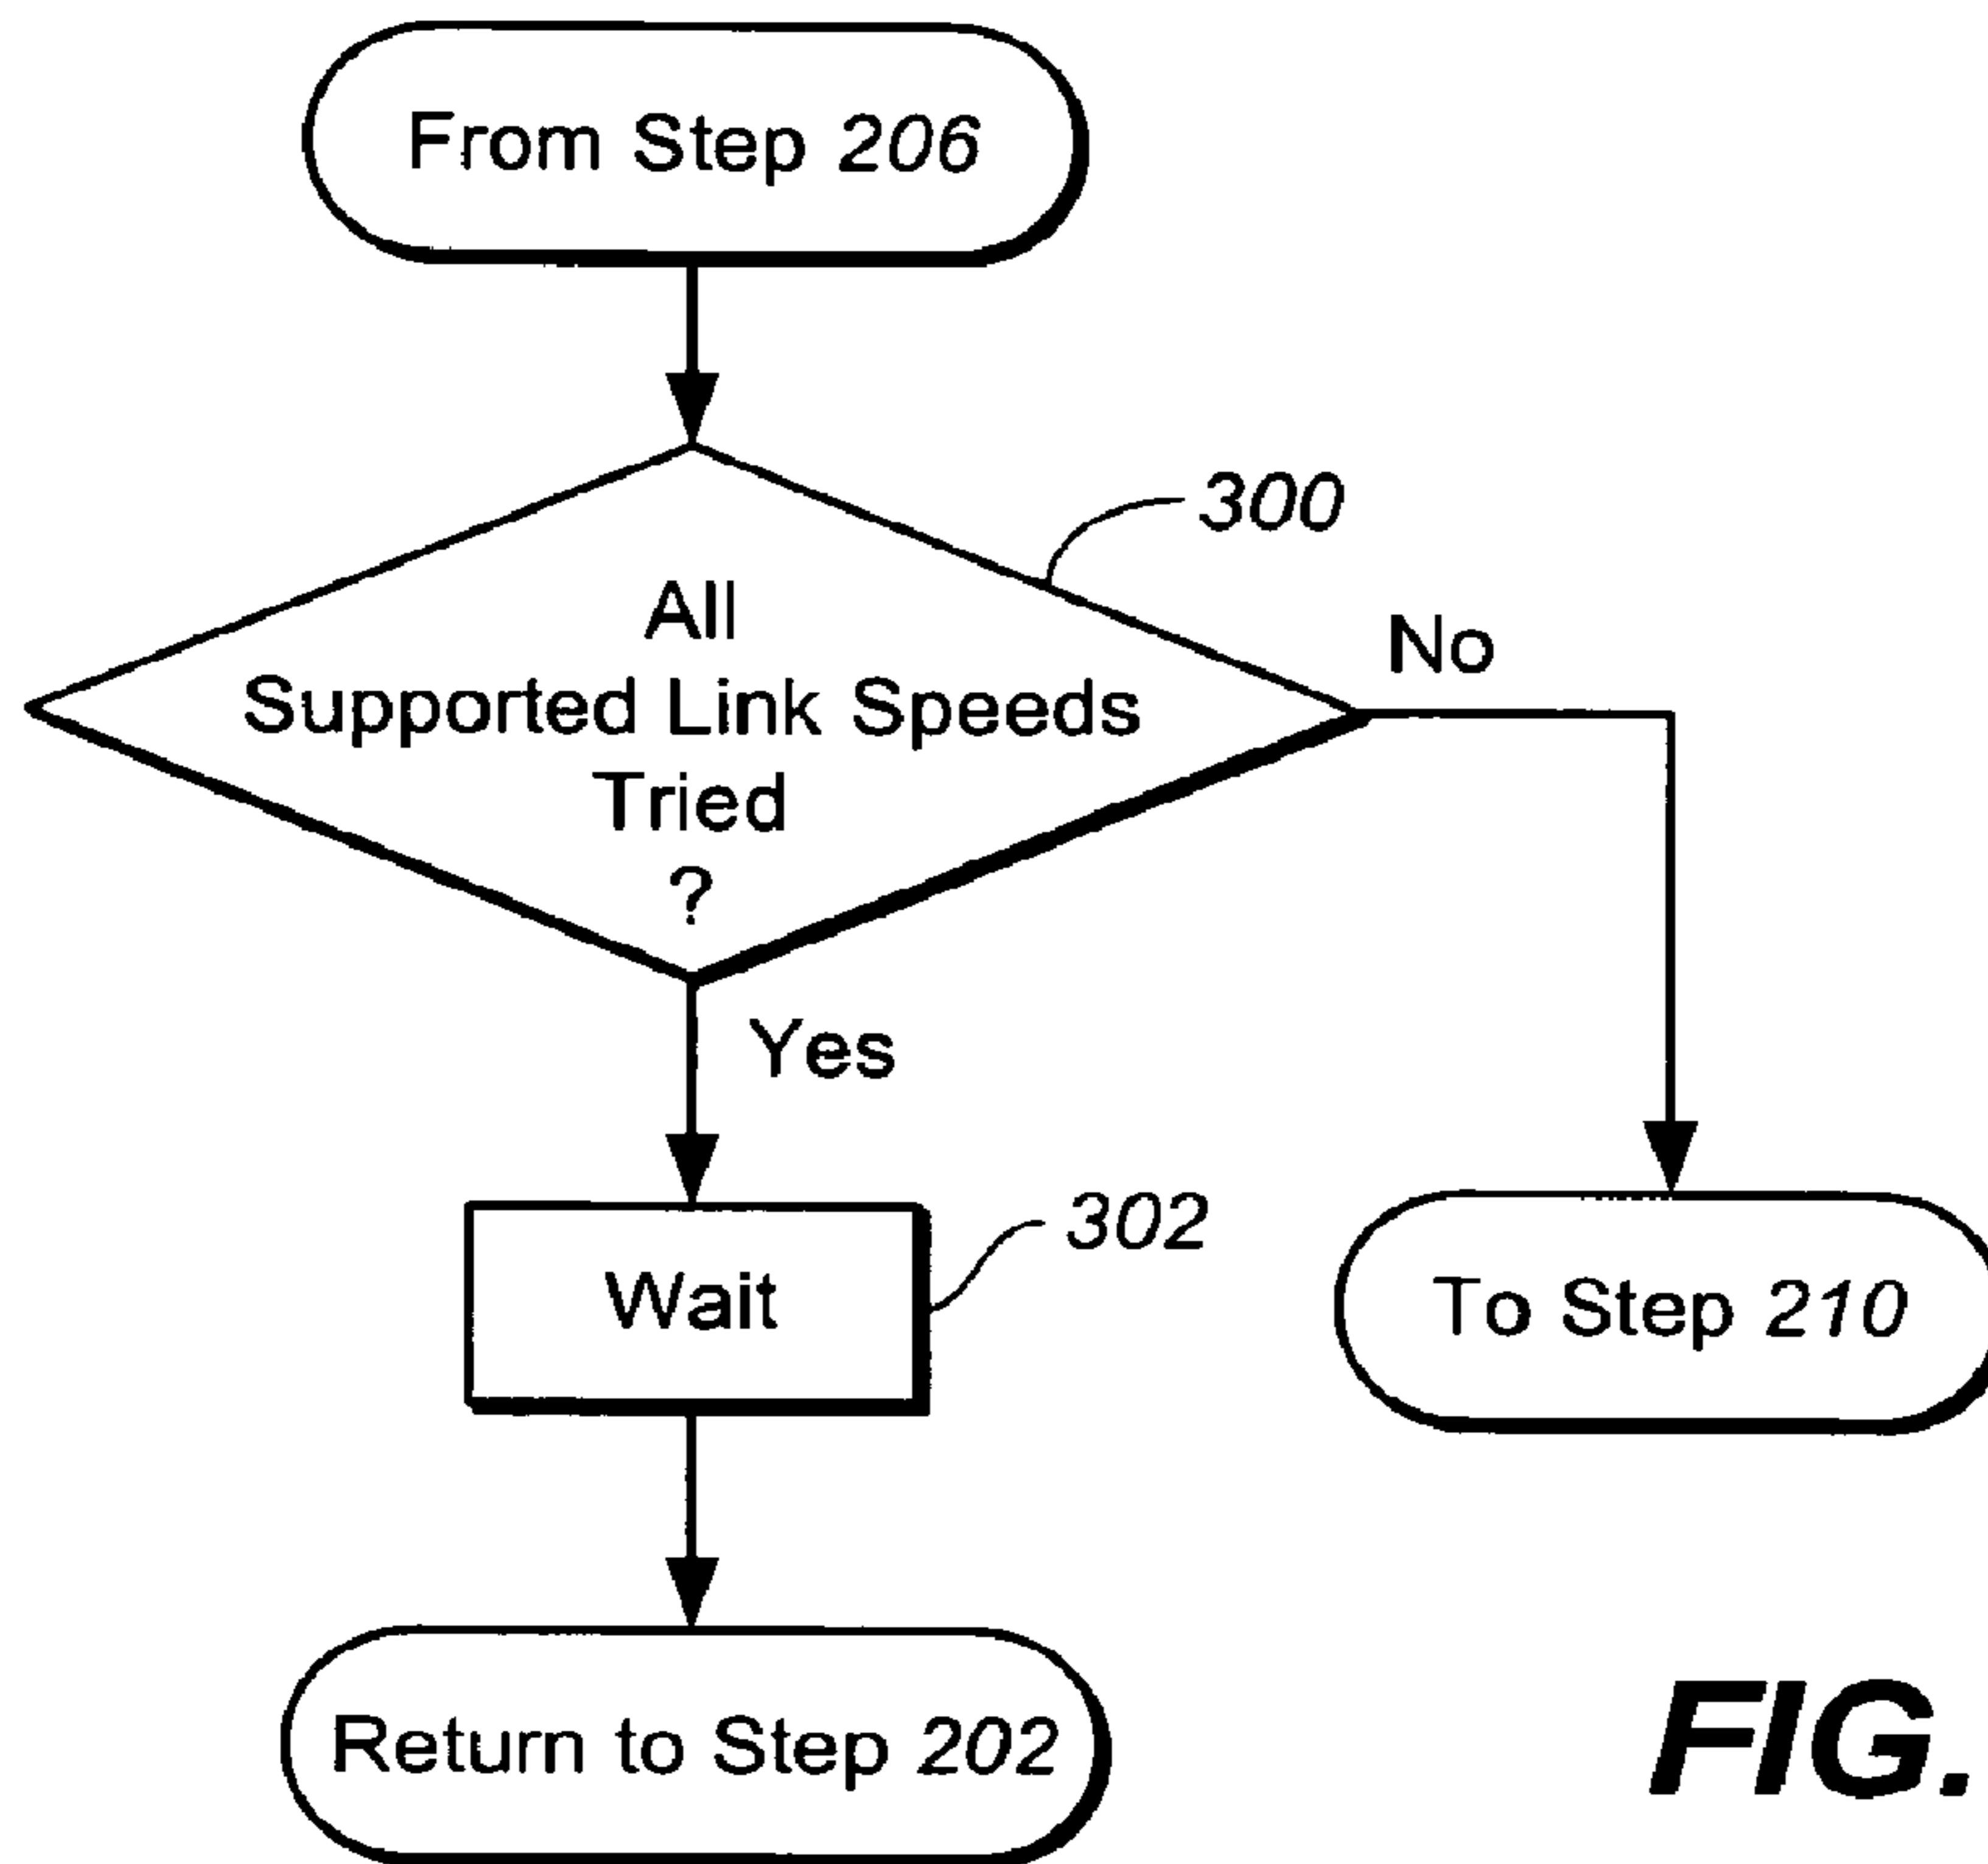 From Step 206
300
All
Supported Link Speeds
Tried
?
No
Yes
302
Wait
To Step 210
Return to Step 202
FIG.